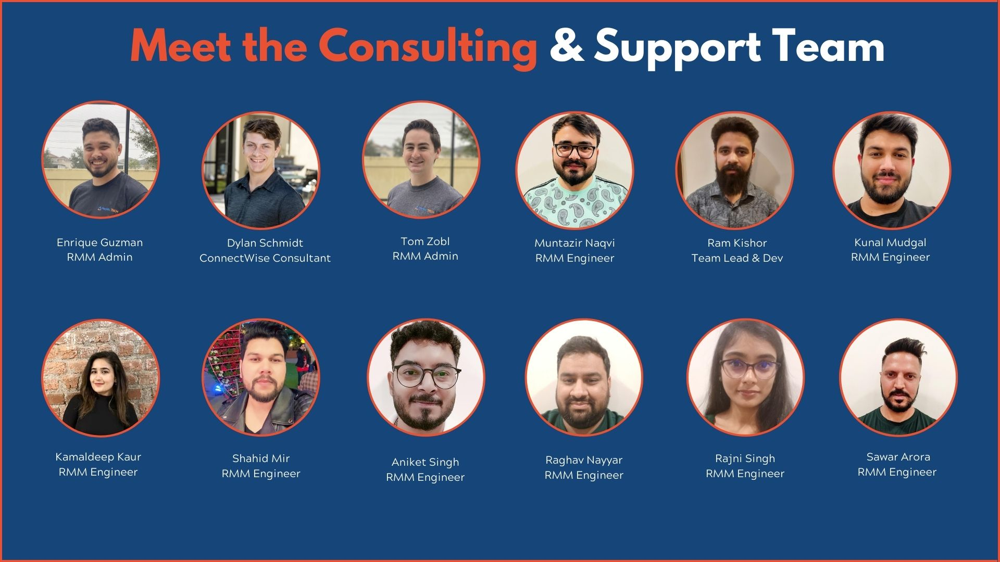 Meet the Consulting & Support Team
Enrique Guzman
RMM Admin
Dylan Schmidt
ConnectWise Consultant
Tom Zobl
RMM Admin
Muntazir Naqvi
RMM Engineer
Ram Kishor
Team Lead & Dev
Kunal Mudgal
RMM Engineer
Kamaldeep Kaur
RMM Engineer
Shahid Mir
RMM Engineer
Aniket Singh
RMM Engineer
Raghav Nayyar
RMM Engineer
Rajni Singh
RMM Engineer
Sawar Arora
RMM Engineer